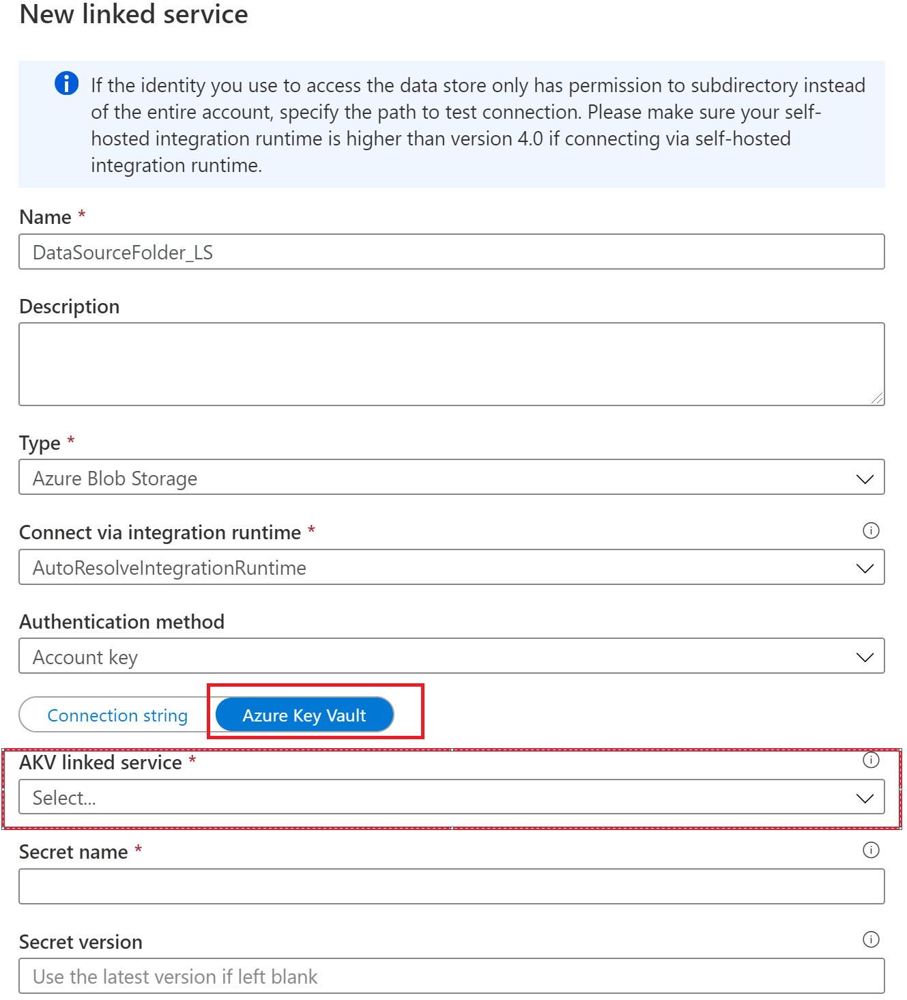 New linked service
If the identity you use to access the data store only has permission to subdirectory instead
of the entire account, specify the path to test connection. Please make sure your self-
hosted integration runtime is higher than version 4.0 if connecting via self-hosted
integration runtime.
Name *
DataSourceFolder_LS
Description
Type *
Azure Blob Storage
Connect via integration runtime *
AutoResolveIntegrationRuntime
Authentication method
Account key
Connection string Azure Key Vault
AKV linked service *
Select...
Secret name *
Secret version
Use the latest version if left blank